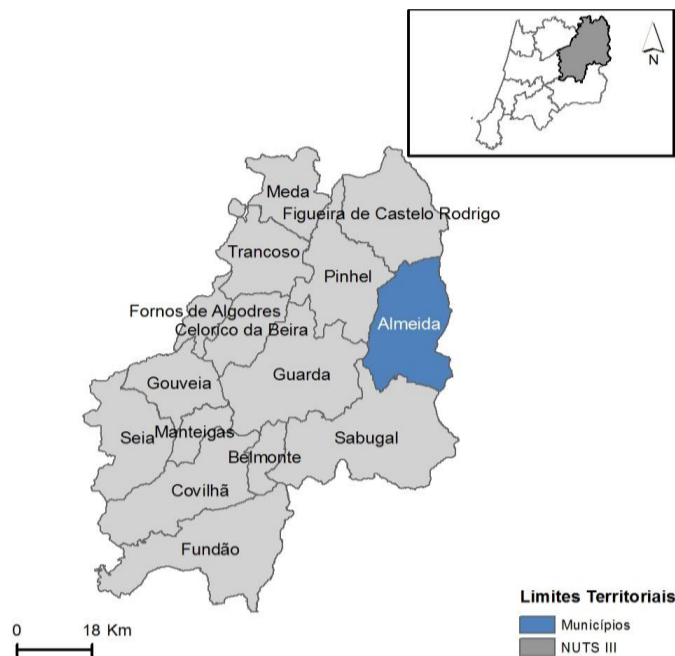 N
Meda
Figueira de Castelo Rodrigo
Trancoso
Pinhel
Fornos de Algodres
Almeida
Celorico da Beira
Guarda
Gouveia
Manteigas
Seia
Sabugal
Belmonte
Covilhã
Fundão
Limites Territoriais
Municípios
NUTS III
0 18 Km